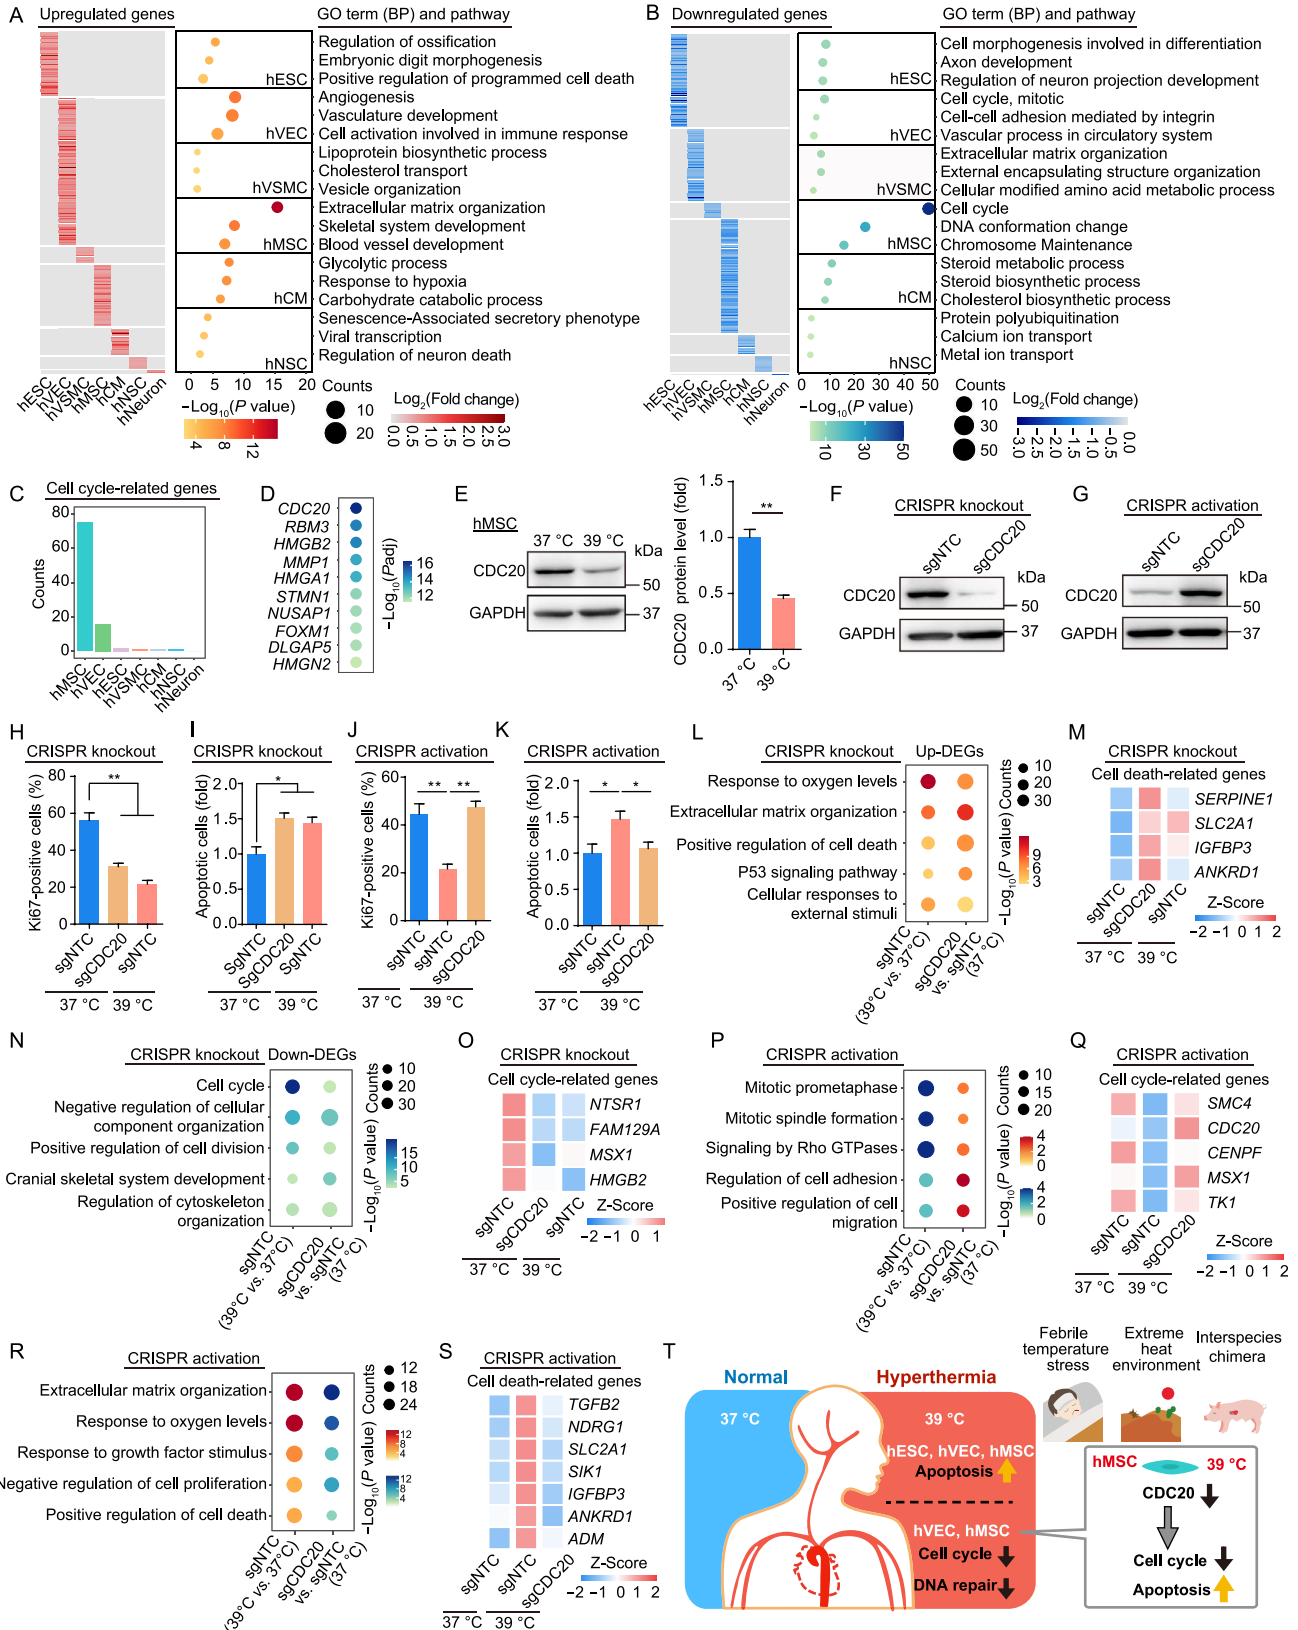 A Upregulated genes GO term (BP) and pathway
Regulation of ossification
Embryonic digit morphogenesis
Positive regulation of programmed cell death
hESC
Angiogenesis
Vasculature development
Cell activation involved in immune response
hVEC
Lipoprotein biosynthetic process
Cholesterol transport
Vesicle organization
hVSMC
Extracellular matrix organization
Skeletal system development
Blood vessel development
hMSC
Glycolytic process
Response to hypoxia
Carbohydrate catabolic process
hCM
Senescence-Associated secretory phenotype
Viral transcription
Regulation of neuron death
hNSC
hESC hVEC hVSMC hMSC hCM hNSC hNeuron
0 5 10 15 20
−Log10(P value)
4 8 12
Counts
10
20
Log2(Fold change)
0.0 0.5 1.0 1.5 2.0 2.5 3.0
B Downregulated genes GO term (BP) and pathway
Cell morphogenesis involved in differentiation
Axon development
Regulation of neuron projection development
hESC
Cell cycle, mitotic
Cell-cell adhesion mediated by integrin
Vascular process in circulatory system
hVEC
Extracellular matrix organization
External encapsulating structure organization
Cellular modified amino acid metabolic process
hVSMC
Cell cycle
DNA conformation change
Chromosome Maintenance
hMSC
Steroid metabolic process
Steroid biosynthetic process
Cholesterol biosynthetic process
hCM
Protein polyubiquitination
Calcium ion transport
Metal ion transport
hNSC
hESC hVEC hVSMC hMSC hCM hNSC hNeuron
0 10 20 30 40 50
−Log10(P value)
10 30 50
Counts
10
30
50
Log2(Fold change)
−3.0 −2.5 −2.0 −1.5 −1.0 −0.5 0.0
C Cell cycle-related genes
Counts
80
60
40
20
0
hMSC hVEC hESC hVSMC hCM hNSC hNeuron
D
CDC20
RBM3
HMGB2
MMP1
HMGA1
STMN1
NUSAP1
FOXM1
DLGAP5
HMGN2
−Log10(Padj)
16
14
12
E
hMSC
37 °C 39 °C
kDa
CDC20
50
GAPDH
37
CDC20 protein level (fold)
1.5
1.0
0.5
0.0
**
37 °C 39 °C
F CRISPR knockout
sgNTC sgCDC20
kDa
CDC20
50
GAPDH
37
G CRISPR activation
sgNTC sgCDC20
kDa
CDC20
50
GAPDH
37
H CRISPR knockout
Ki67-positive cells (%)
80
60
40
20
0
**
sgNTC sgCDC20 sgNTC
37 °C 39 °C
I CRISPR knockout
Apoptotic cells (fold)
2.0
1.5
1.0
0.5
0.0
*
SgNTC SgCDC20 SgNTC
37 °C 39 °C
J CRISPR activation
Ki67-positive cells (%)
60
40
20
0
** **
sgNTC sgNTC sgCDC20
37 °C 39 °C
K CRISPR activation
Apoptotic cells (fold)
2.0
1.5
1.0
0.5
0.0
* *
sgNTC sgNTC sgCDC20
37 °C 39 °C
L CRISPR knockout Up-DEGs
Response to oxygen levels
Extracellular matrix organization
Positive regulation of cell death
P53 signaling pathway
Cellular responses to
external stimuli
sgNTC
(39°C vs. 37°C)
sgCDC20
vs. sgNTC
(37 °C)
Counts
10
20
30
−Log10(P value)
9
6
3
M CRISPR knockout
Cell death-related genes
SERPINE1
SLC2A1
IGFBP3
ANKRD1
sgNTC sgCDC20 sgNTC
37 °C 39 °C
Z-Score
−2 −1 0 1 2
N CRISPR knockout Down-DEGs
Cell cycle
Negative regulation of cellular
component organization
Positive regulation of cell division
Cranial skeletal system development
Regulation of cytoskeleton
organization
sgNTC
(39°C vs. 37°C)
sgCDC20
vs. sgNTC
(37 °C)
Counts
10
20
30
−Log10(P value)
15
10
5
O CRISPR knockout
Cell cycle-related genes
NTSR1
FAM129A
MSX1
HMGB2
sgNTC sgCDC20 sgNTC
37 °C 39 °C
Z-Score
−2 −1 0 1
P CRISPR activation
Mitotic prometaphase
Mitotic spindle formation
Signaling by Rho GTPases
Regulation of cell adhesion
Positive regulation of cell
migration
sgNTC
(39°C vs. 37°C)
sgCDC20
vs. sgNTC
(37 °C)
Counts
10
15
20
−Log10(P value)
4
2
0
4
2
0
Q CRISPR activation
Cell cycle-related genes
SMC4
CDC20
CENPF
MSX1
TK1
sgNTC sgNTC sgCDC20
37 °C 39 °C
Z-Score
−2 −1 0 1 2
R CRISPR activation
Extracellular matrix organization
Response to oxygen levels
Response to growth factor stimulus
Negative regulation of cell proliferation
Positive regulation of cell death
sgNTC
(39°C vs. 37°C)
sgCDC20
vs. sgNTC
(37 °C)
Counts
12
18
24
−Log10(P value)
12
8
4
12
8
4
S CRISPR activation
Cell death-related genes
TGFB2
NDRG1
SLC2A1
SIK1
IGFBP3
ANKRD1
ADM
sgNTC sgNTC sgCDC20
37 °C 39 °C
Z-Score
−2 −1 0 1 2
T
Normal Hyperthermia
37 °C 39 °C
hESC, hVEC, hMSC
Apoptosis
hVEC, hMSC
Cell cycle
DNA repair
Febrile
temperature
stress
Extreme
heat
environment
Interspecies
chimera
hMSC 39 °C
CDC20
Cell cycle
Apoptosis